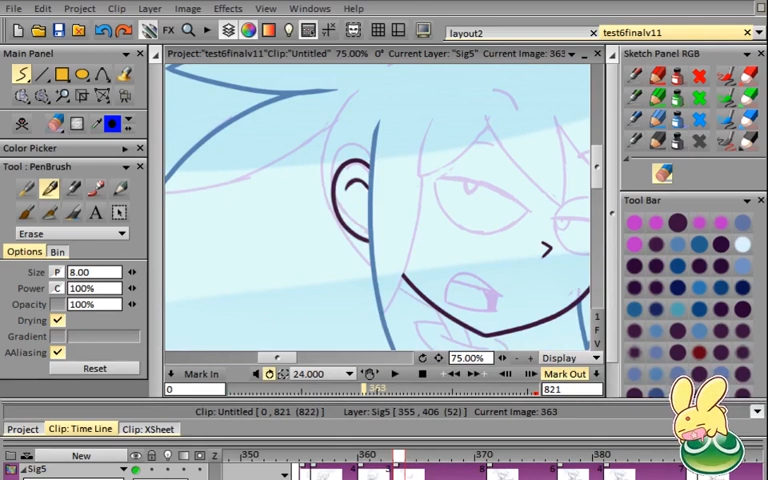 File Edit Project Clip Layer Image Effects View Windows Help
FX
layout2
test6finalv11
Main Panel
Project:"test6finalv11"Clip:"Untitled" 75.00% 0° Current Layer: "Sig5" Current Image: 363
Sketch Panel RGB
Color Picker
Tool : PenBrush
A
Erase
Options Bin
Size P 8.00
Power C 100%
Opacity 100%
Drying
Gradient
AAliasing
Reset
Tool Bar
1
F
V
75.00% Display
Mark In 24.000 Mark Out
0 363 821
Clip: Untitled [ 0 , 821 (822) ] Layer: Sig5 [ 355 , 406 (52) ] Current Image: 363
Project Clip: Time Line Clip: XSheet
New Z 350 360 370 380
Sig5